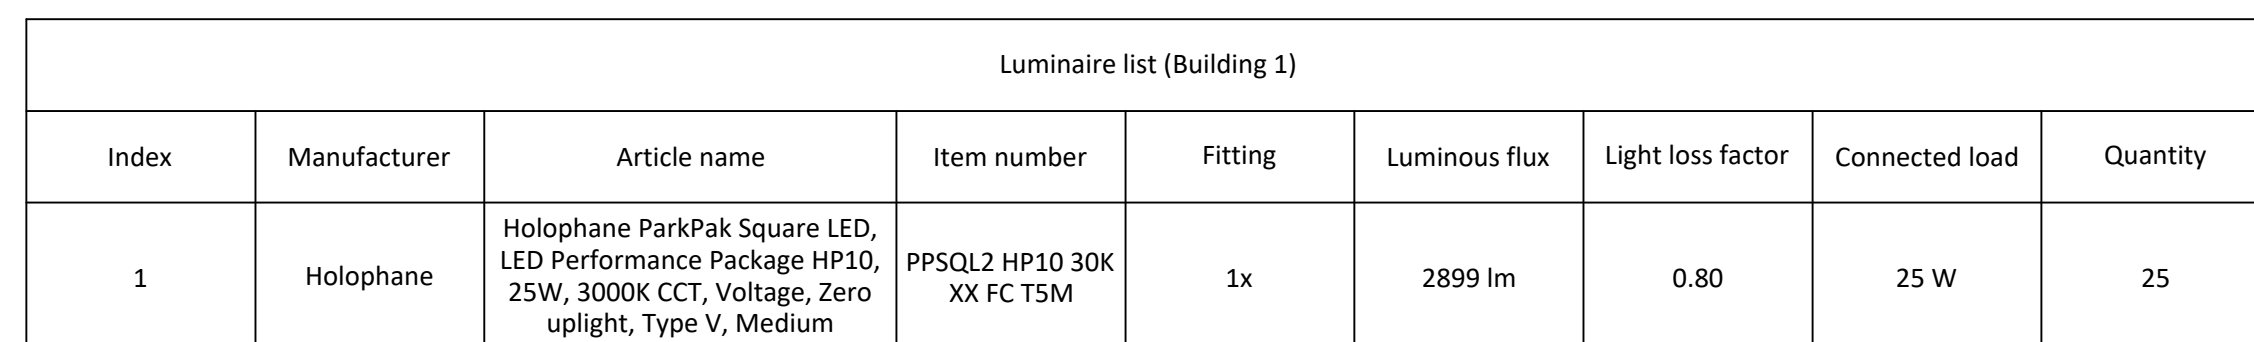 Luminaire list (Building 1)
Index Manufacturer Article name Item number Fitting Luminous flux Light loss factor Connected load Quantity
1 Holophane
Holophane ParkPak Square LED,
LED Performance Package HP10,
25W, 3000K CCT, Voltage, Zero
uplight, Type V, Medium
PPSQL2 HP10 30K
XX FC T5M
1x 2899 lm 0.80 25 W 25